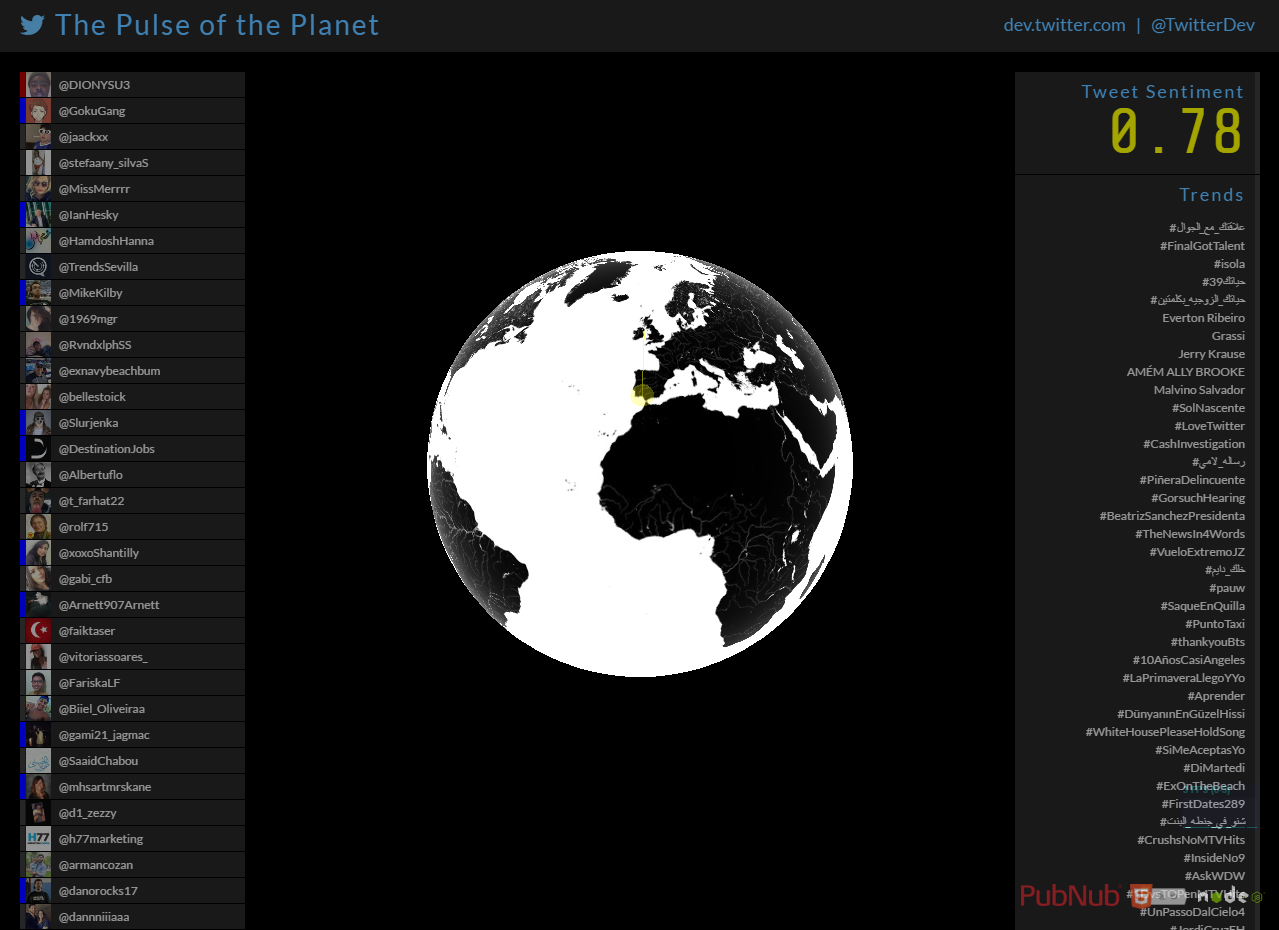 The Pulse of the Planet
dev.twitter.com | @TwitterDev
@DIONYSU3
@GokuGang
@jaackxx
@stefaany_silvaS
@MissMerrrr
@IanHesky
@HamdoshHanna
@TrendsSevilla
@MikeKilby
@1969mgr
@RvndxlphSS
@exnavybeachbum
@bellestoick
@Slurjenka
@DestinationJobs
@Albertuflo
@t_farhat22
@rolf715
@xoxoShantilly
@gabi_cfb
@Arnett907Arnett
@faiktaser
@vitoriassoares_
@FariskaLF
@Biiel_Oliveiraa
@gami21_jagmac
@SaaidChabou
@mhsartmrskane
@d1_zezzy
H77
@h77marketing
@armancozan
@danorocks17
@dannniiiaaa
Tweet Sentiment
0.78
Trends
#علاقتك_مع_الجوال
#FinalGotTalent
#isola
#حياتك39
#حياتك_الزوجيه_بكلمتين
Everton Ribeiro
Grassi
Jerry Krause
AMÉM ALLY BROOKE
Malvino Salvador
#SolNascente
#LoveTwitter
#CashInvestigation
#رساله_لامي
#PiñeraDelincuente
#GorsuchHearing
#BeatrizSanchezPresidenta
#TheNewsIn4Words
#VueloExtremoJZ
#خلك_دايم
#pauw
#SaqueEnQuilla
#PuntoTaxi
#thankyouBts
#10AñosCasiAngeles
#LaPrimaveraLlegoYYo
#Aprender
#DünyanınEnGüzelHissi
#WhiteHousePleaseHoldSong
#SiMeAceptasYo
#DiMartedi
#ExOnTheBeach
#FirstDates289
#شنو_في_جنطه_البنت
#CrushsNoMTVHits
#InsideNo9
#AskWDW
PubNub
node
#UnPassoDalCielo4
#JordiCruzEH